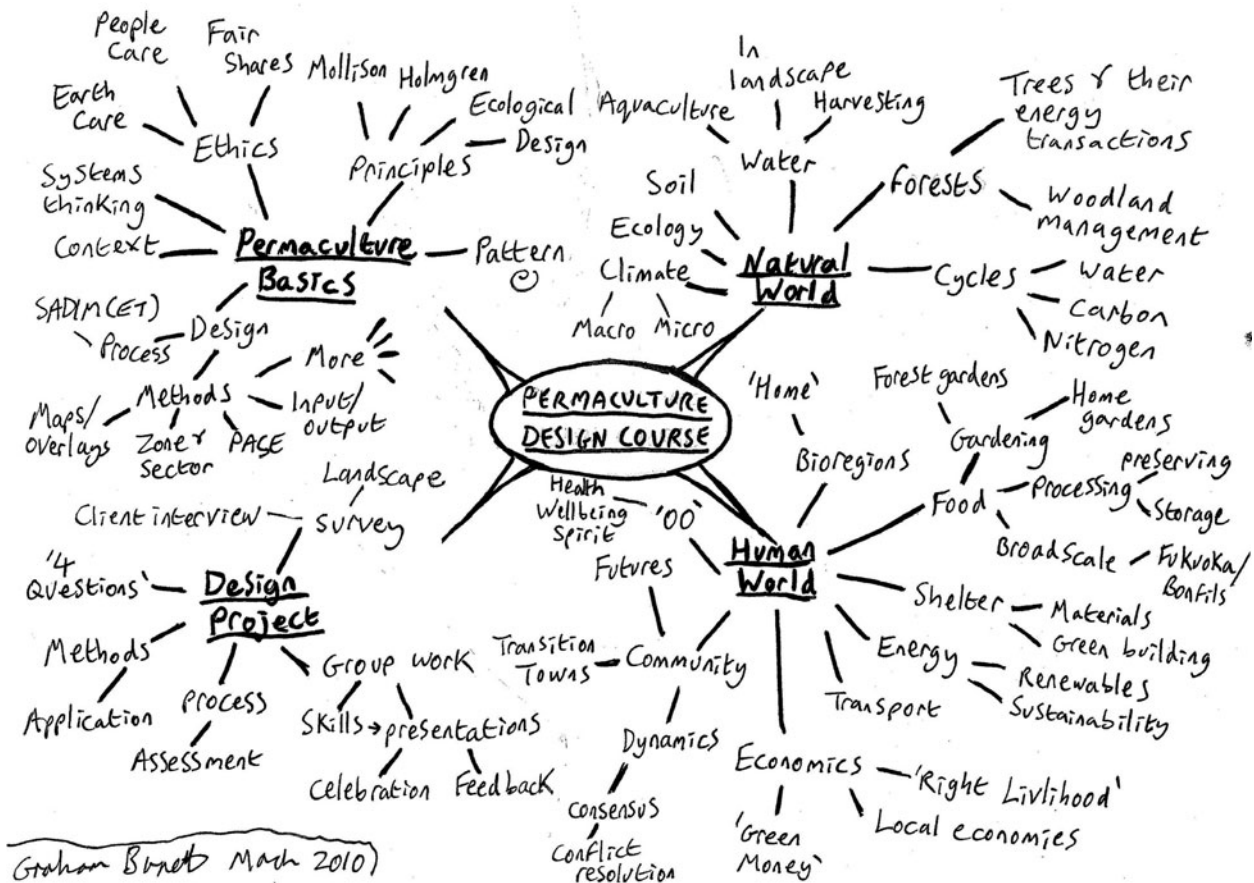 People
Care
Fair
Shares
Earth
Care
Ethics
Mollison
Holmgren
Ecological
Design
Principles
Systems
thinking
Context
Permaculture
Basics
Pattern
SADIM(ET)
Process
Design
Methods
More
Maps/
overlays
Zone &
Sector
PASE
Input/
output
In
landscape
Aquaculture
Harvesting
Water
Soil
Ecology
Climate
Macro
Micro
Natural
World
Forests
Trees & their
energy
transactions
Woodland
management
Cycles
Water
Carbon
Nitrogen
PERMACULTURE
DESIGN COURSE
Landscape
Client interview
Survey
'4
Questions'
Design
Project
Methods
Application
Process
Assessment
Group work
Skills → presentations
Celebration
Feedback
'Home'
Bioregions
Health
Wellbeing
Spirit
'00'
Human
World
Forest gardens
Home
gardens
Gardening
Food
Processing
preserving
Storage
Broadscale
Fukuoka/
Bonfils
Shelter
Materials
Green building
Energy
Renewables
Sustainability
Transport
Futures
Transition
Towns
Community
Dynamics
consensus
conflict
resolution
Economics
'Right Livlihood'
Local economies
'Green
Money'
Graham Burnett Mach 2010